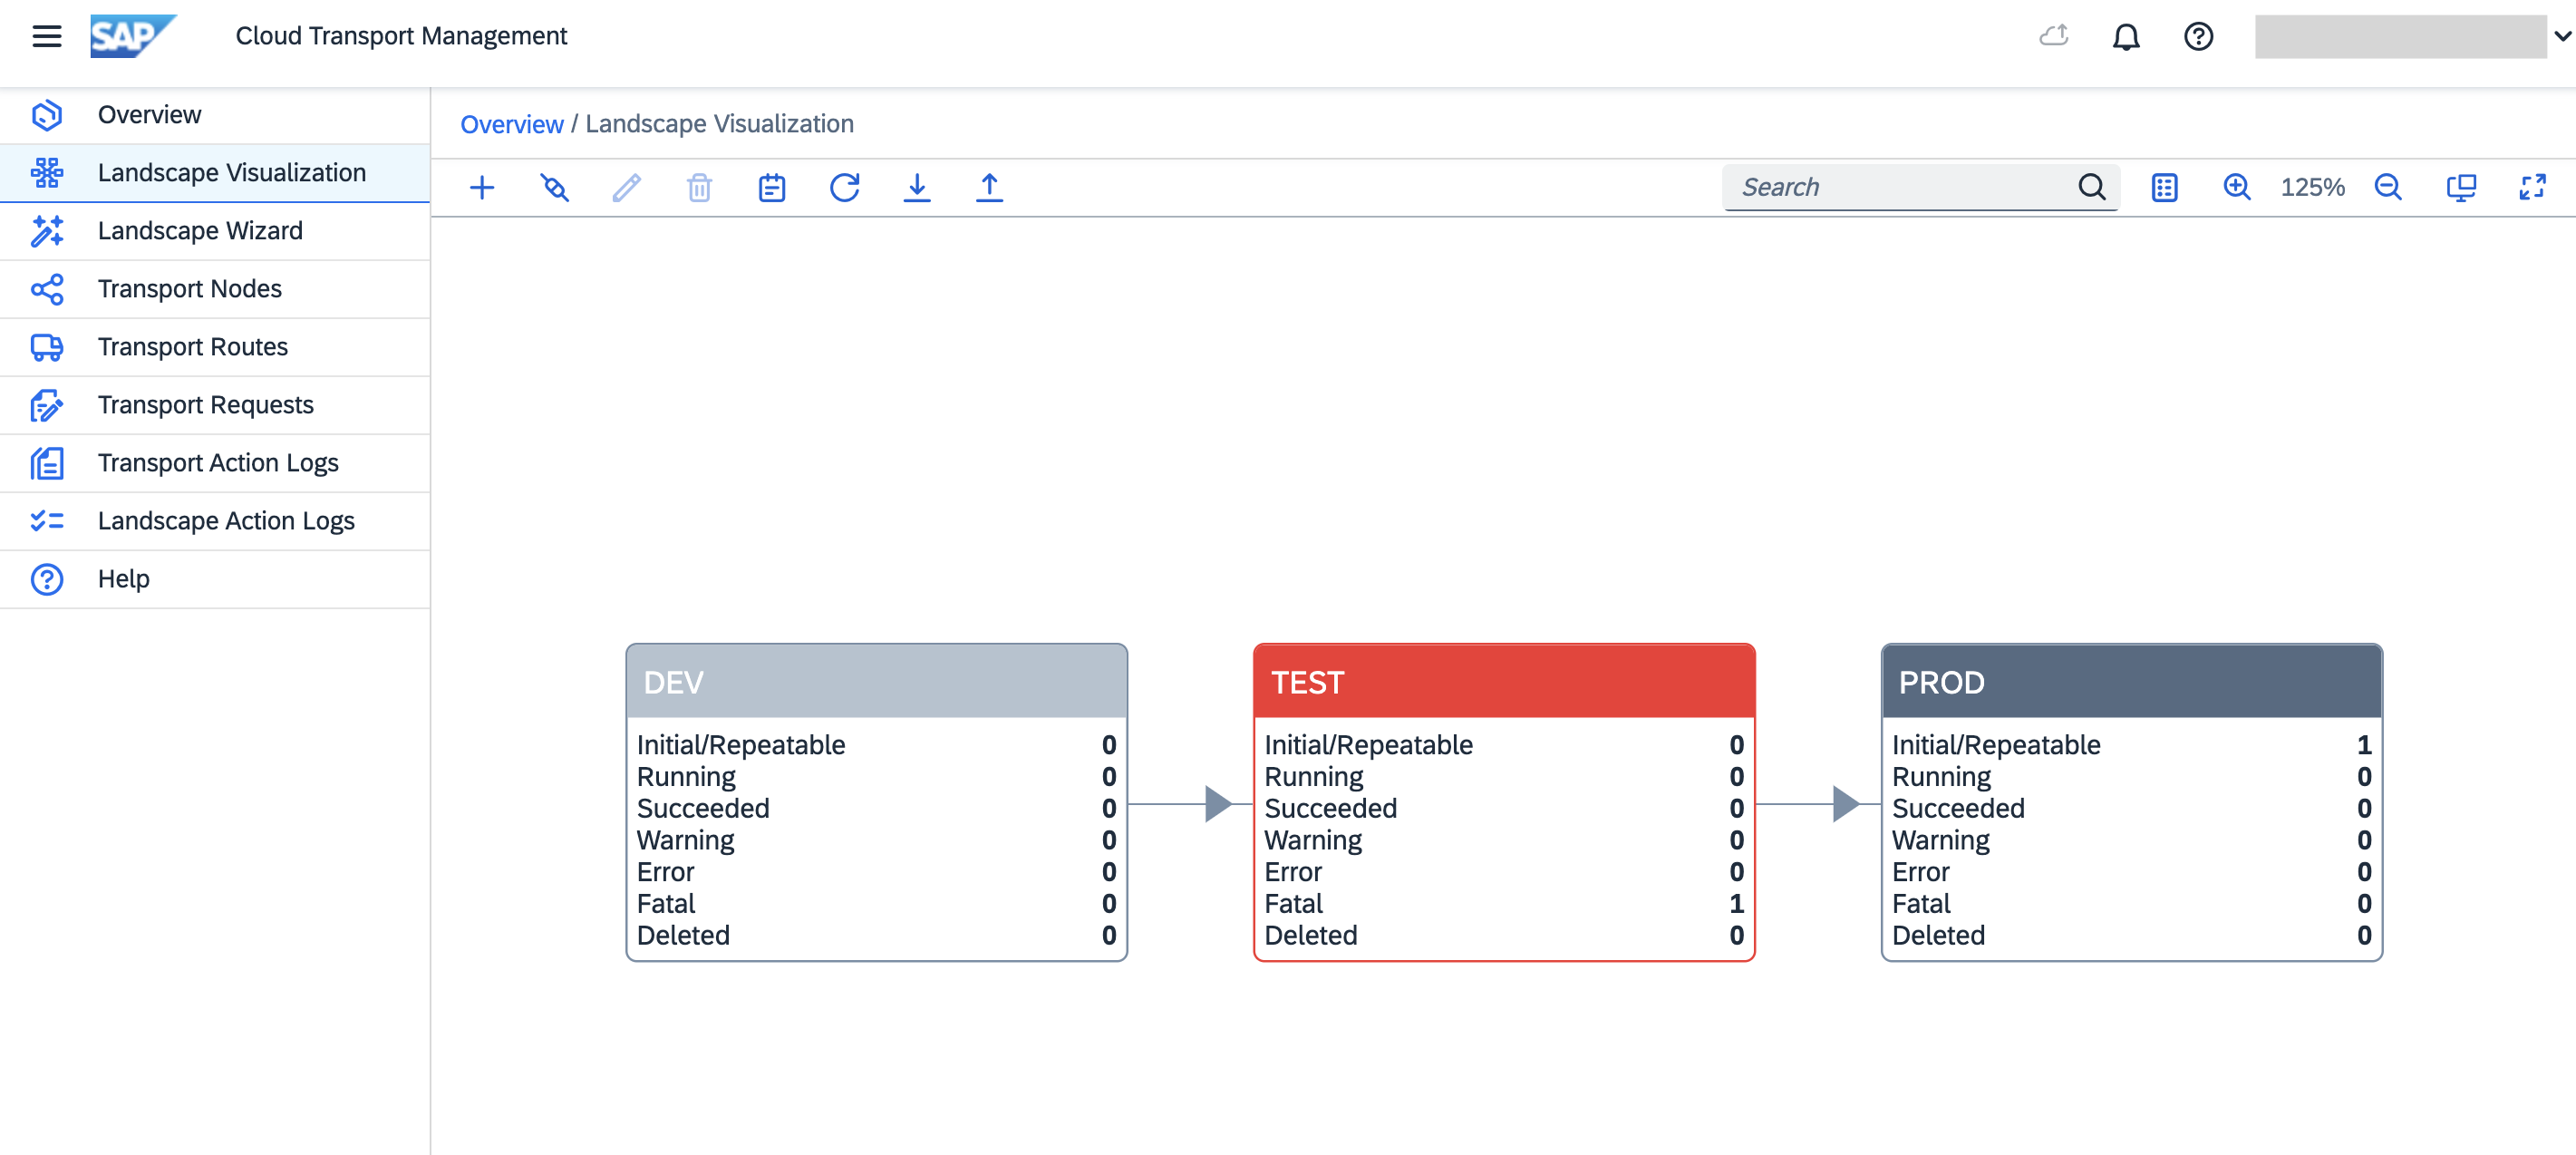 SAP
Cloud Transport Management
Overview
Landscape Visualization
Landscape Wizard
Transport Nodes
Transport Routes
Transport Requests
Transport Action Logs
Landscape Action Logs
Help
Overview / Landscape Visualization
Search
125%
DEV
Initial/Repeatable 0
Running 0
Succeeded 0
Warning 0
Error 0
Fatal 0
Deleted 0
TEST
Initial/Repeatable 0
Running 0
Succeeded 0
Warning 0
Error 0
Fatal 1
Deleted 0
PROD
Initial/Repeatable 1
Running 0
Succeeded 0
Warning 0
Error 0
Fatal 0
Deleted 0